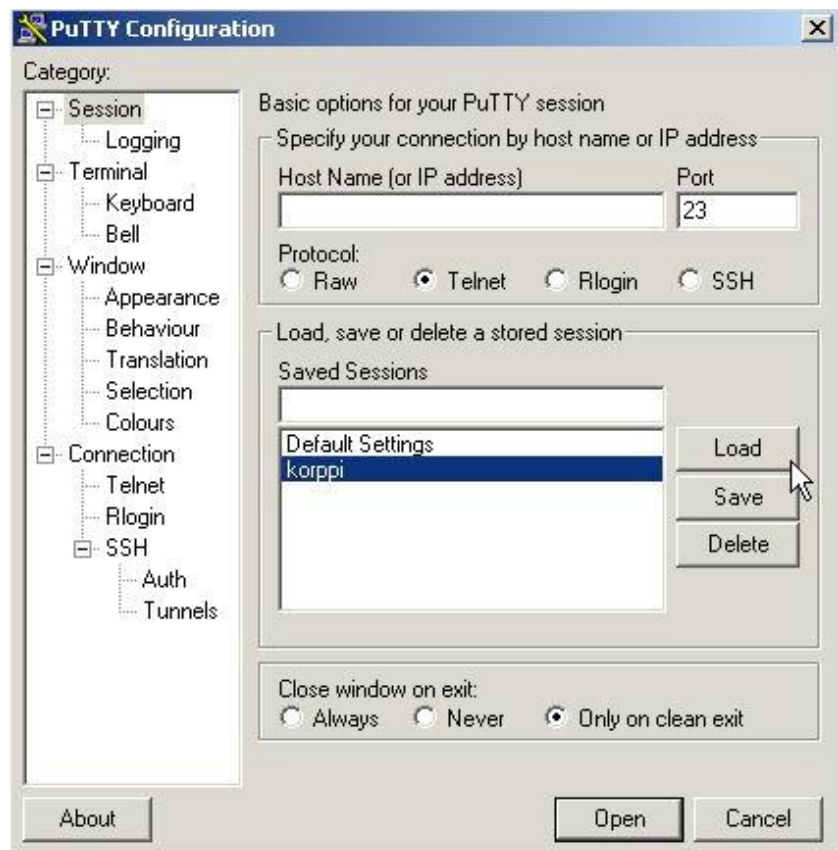 PuTTY Configuration
Category:
Session
Logging
Terminal
Keyboard
Bell
Window
Appearance
Behaviour
Translation
Selection
Colours
Connection
Telnet
Rlogin
SSH
Auth
Tunnels
Basic options for your PuTTY session
Specify your connection by host name or IP address
Host Name (or IP address) Port
23
Protocol:
Raw Telnet Rlogin SSH
Load, save or delete a stored session
Saved Sessions
Default Settings
korppi
Load
Save
Delete
Close window on exit:
Always Never Only on clean exit
About Open Cancel